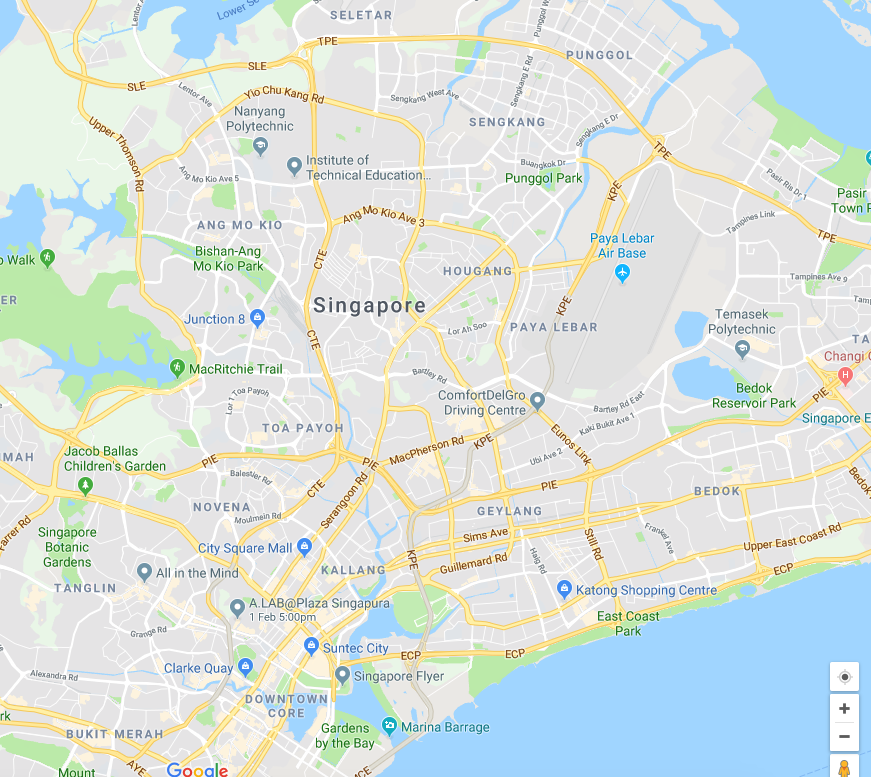 Lentor A
Lower Se
SELETAR
Punggol W
TPE
PUNGGOL
SLE
SLE
Lentor Ave
Yio Chu Kang Rd
Sengkang West Ave
Sengkang E Rd
Nanyang
Polytechnic
SENGKANG
Sengkang E Dr
Upper Thomson Rd
Institute of
Technical Education...
Buangkok Dr
TPE
Ang Mo Kio Ave 5
Punggol Park
KPE
Pasir Ris Dr 1
Pasir
Town P
ANG MO KIO
Ang Mo Kio Ave 3
Tampines Link
TPE
Bishan-Ang
Mo Kio Park
CTE
Paya Lebar
Air Base
o Walk
HOUGANG
Tampines Ave 9
ER
KPE
Singapore
Junction 8
Lor Ah Soo
PAYA LEBAR
Temasek
Polytechnic
CTE
TA
Changi G
MacRitchie Trail
Bartley Rd
PIE
Lor 1 Toa Payoh
ComfortDelGro
Driving Centre
Bartley Rd East
Bedok
Reservoir Park
Kaki Bukit Ave 1
Singapore E
TOA PAYOH
MacPherson Rd
KPE
Eunos Link
Jacob Ballas
Children's Garden
MAH
PIE
PIE
Ubi Ave 2
Balestier Rd
CTE
Serangoon Rd
PIE
BEDOK
Bedok
NOVENA
Moulmein Rd
GEYLANG
Farrer Rd
Singapore
Botanic
Gardens
City Square Mall
Sims Ave
Still Rd
Frankel Ave
Upper East Coast Rd
KPE
Haig Rd
Guillemard Rd
ECP
All in the Mind
KALLANG
TANGLIN
Katong Shopping Centre
A.LAB@Plaza Singapura
1 Feb 5:00pm
East Coast
Park
Grange Rd
Suntec City
ECP
ECP
Alexandra Rd
Clarke Quay
Singapore Flyer
DOWNTOWN
CORE
Gardens
by the Bay
Marina Barrage
rk
BUKIT MERAH
AYE
Mount
Google
CE